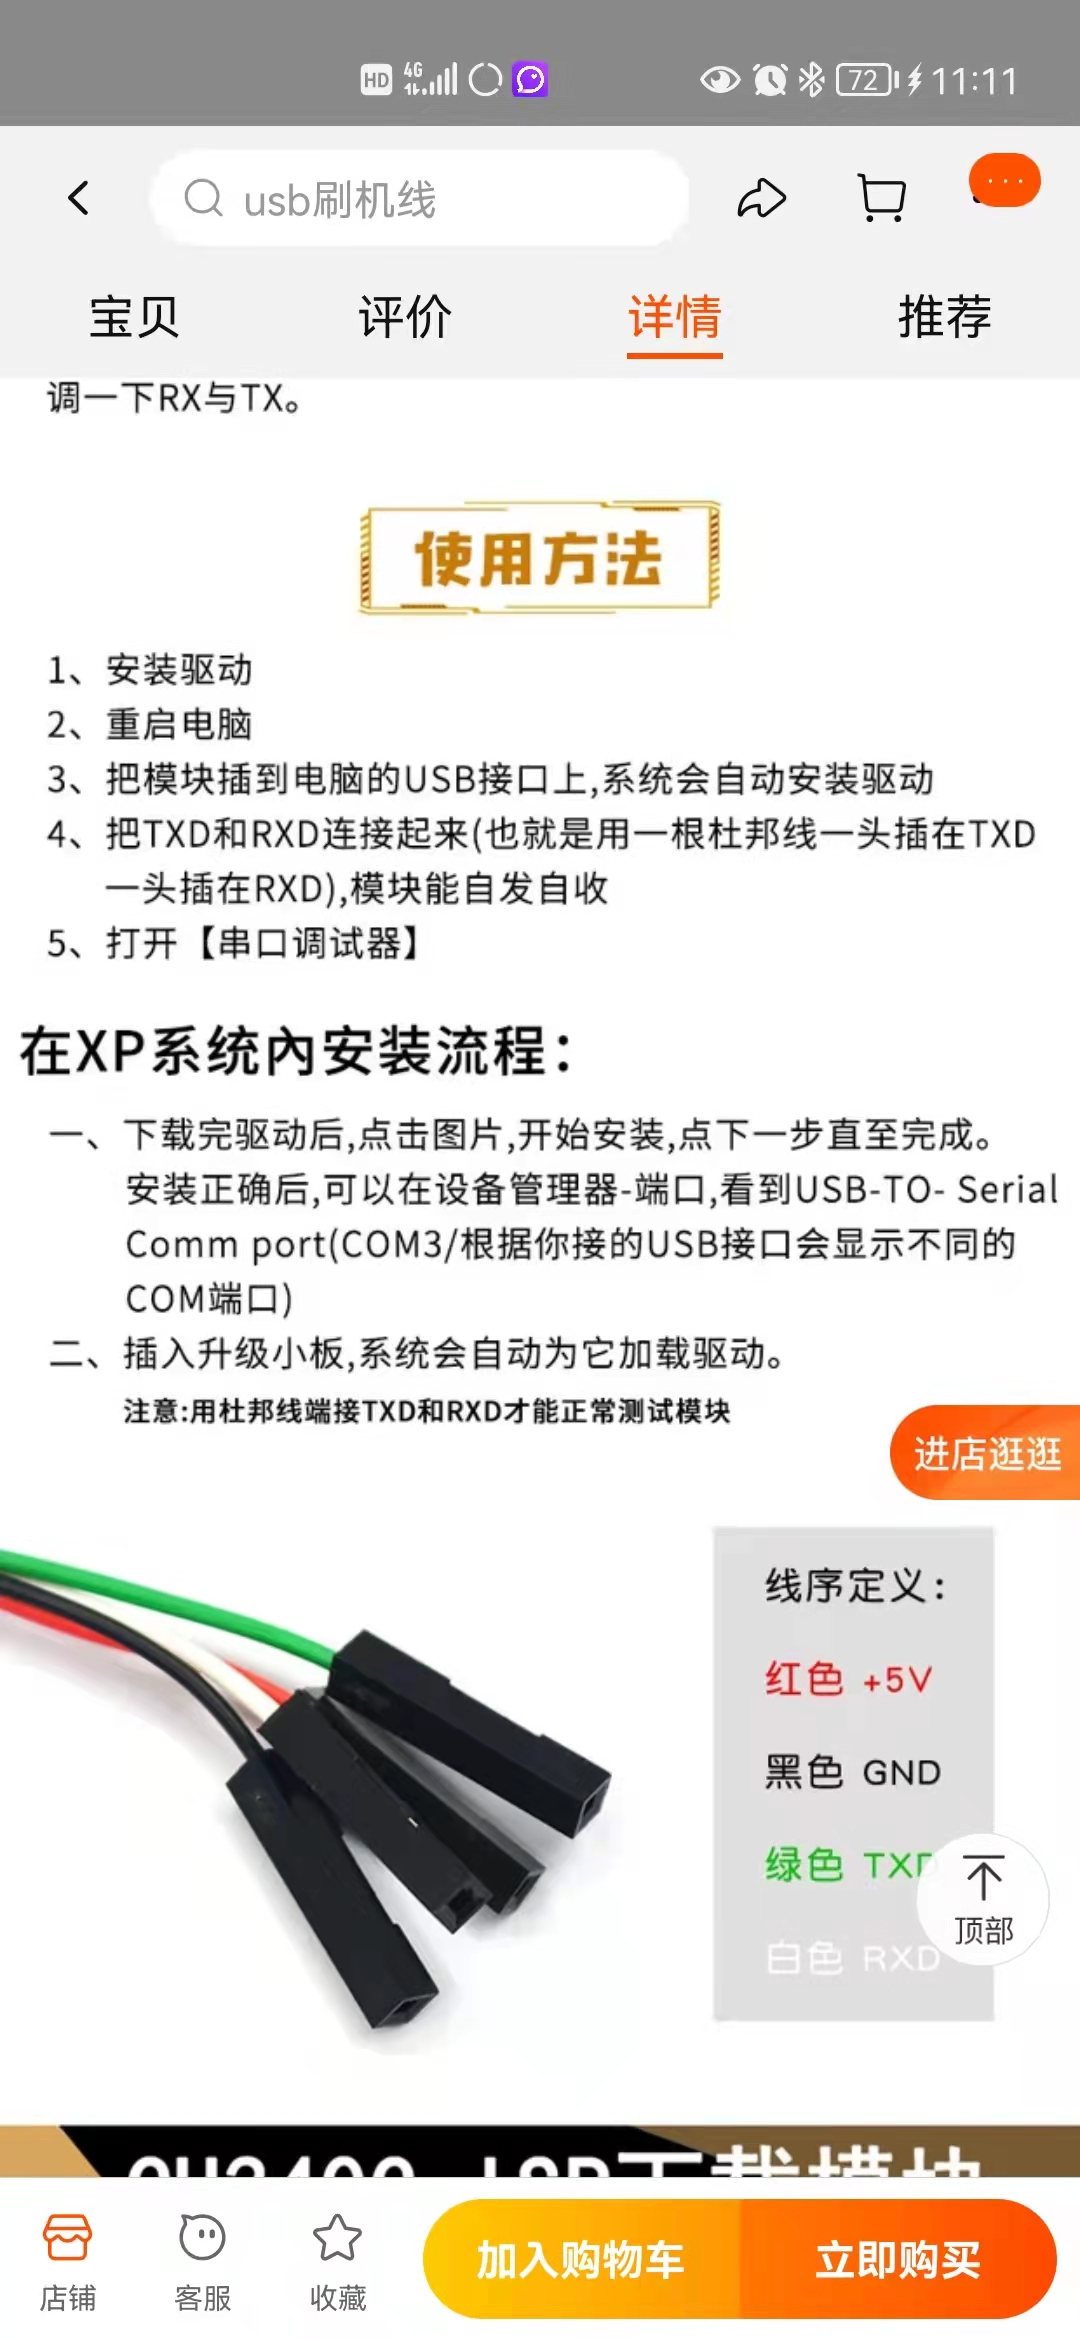 HD 4G 72 11:11
usb刷机线
宝贝 评价 详情 推荐
调一下RX与TX。
使用方法
1、安装驱动
2、重启电脑
3、把模块插到电脑的USB接口上,系统会自动安装驱动
4、把TXD和RXD连接起来(也就是用一根杜邦线一头插在TXD
一头插在RXD),模块能自发自收
5、打开【串口调试器】
在XP系统內安装流程:
一、下载完驱动后,点击图片,开始安装,点下一步直至完成。
安装正确后,可以在设备管理器-端口,看到USB-TO- Serial
Comm port(COM3/根据你接的USB接口会显示不同的
COM端口)
二、插入升级小板,系统会自动为它加载驱动。
注意:用杜邦线端接TXD和RXD才能正常测试模块
进店逛逛
线序定义:
红色 +5V
黑色 GND
绿色 TXD
白色 RXD
顶部
下载模块
店铺 客服 收藏 加入购物车 立即购买